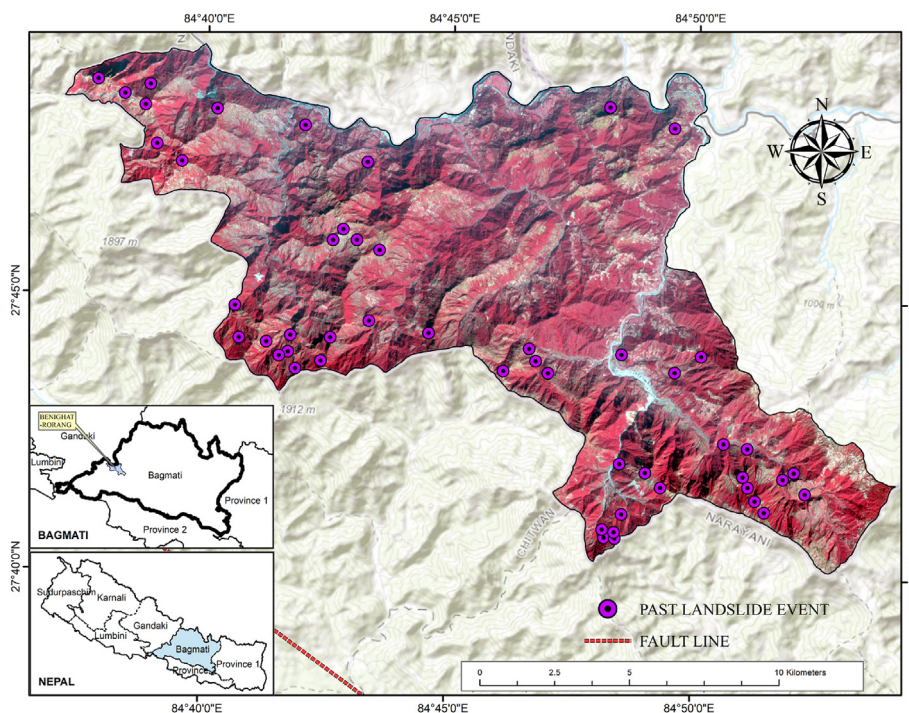 84°40'0"E 84°45'0"E 84°50'0"E
NDAKI
N
W E
S
1897 m
27°45'0"N
1000 m
1912 m
BENIGHAT
-RORANG
Gandaki
Lumbini
Bagmati
Province 1
Province 2
BAGMATI
CHITWAN
NARAYANI
27°40'0"N
Sudurpaschim
Karnali
Gandaki
Lumbini
Bagmati
Province 1
Province
NEPAL
PAST LANDSLIDE EVENT
FAULT LINE
0 2.5 5 10 Kilometers
84°40'0"E 84°45'0"E 84°50'0"E